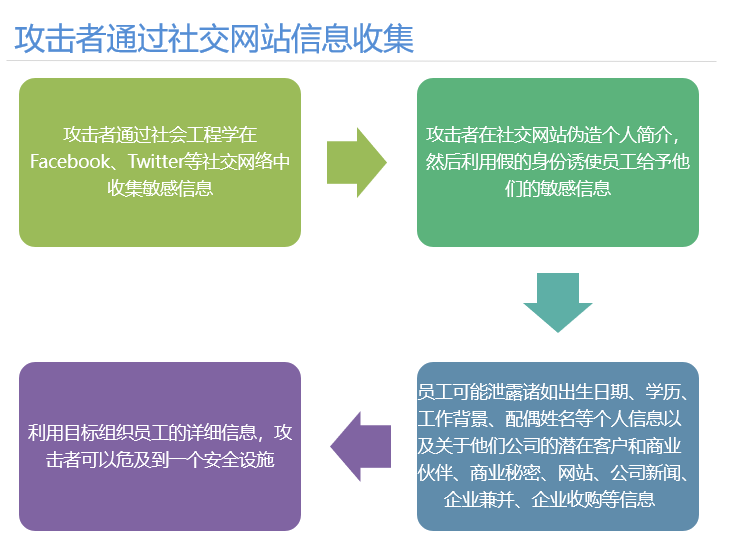 攻击者通过社交网站信息收集
攻击者通过社会工程学在
Facebook、Twitter等社交网络中
收集敏感信息
攻击者在社交网站伪造个人简介，
然后利用假的身份诱使员工给予他
们的敏感信息
员工可能泄露诸如出生日期、学历、
工作背景、配偶姓名等个人信息以
及关于他们公司的潜在客户和商业
伙伴、商业秘密、网站、公司新闻、
企业兼并、企业收购等信息
利用目标组织员工的详细信息，攻
击者可以危及到一个安全设施